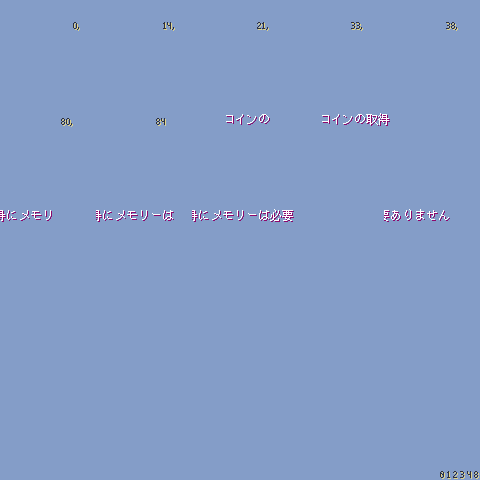 0, 14, 21, 33, 38,
80, 84 コインの コインの取得
にメモリ にメモリーは にメモリーは必要 ありません
012348